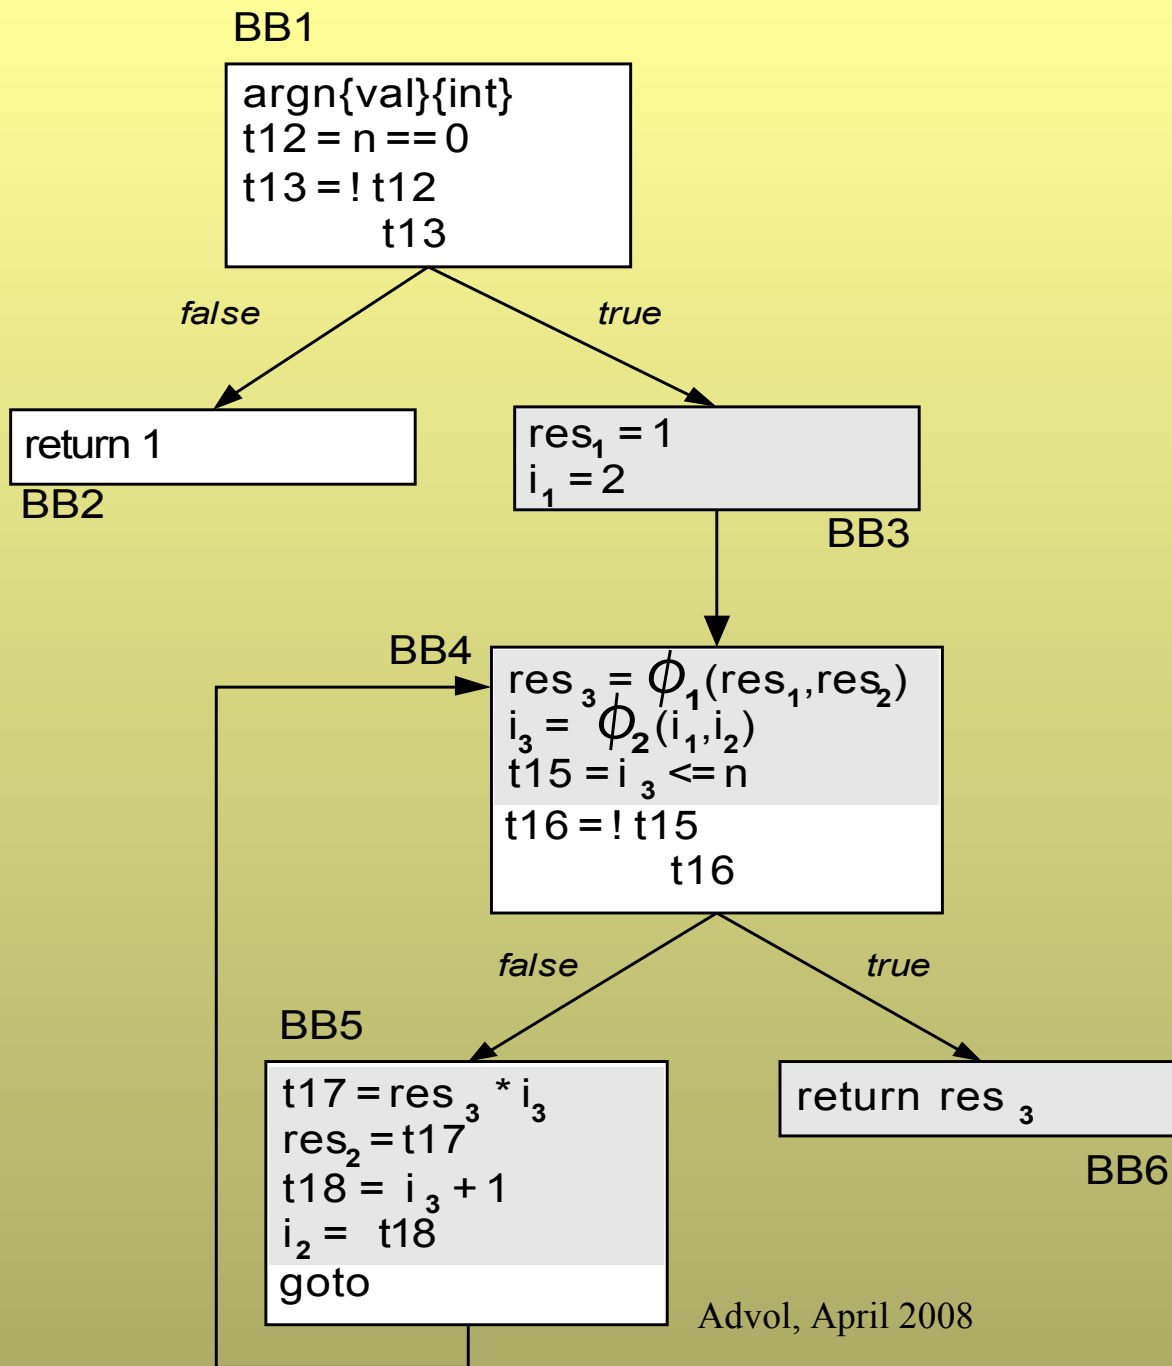 BB1
argn{val}{int}
t12 = n == 0
t13 = ! t12
t13
false
true
return 1
BB2
res₁ = 1
i₁ = 2
BB3
BB4
res₃ = ϕ₁(res₁,res₂)
i₃ = ϕ₂(i₁,i₂)
t15 = i₃ <= n
t16 = ! t15
t16
false
true
BB5
t17 = res₃ * i₃
res₂ = t17
t18 = i₃ + 1
i₂ = t18
goto
return res₃
BB6
Advol, April 2008